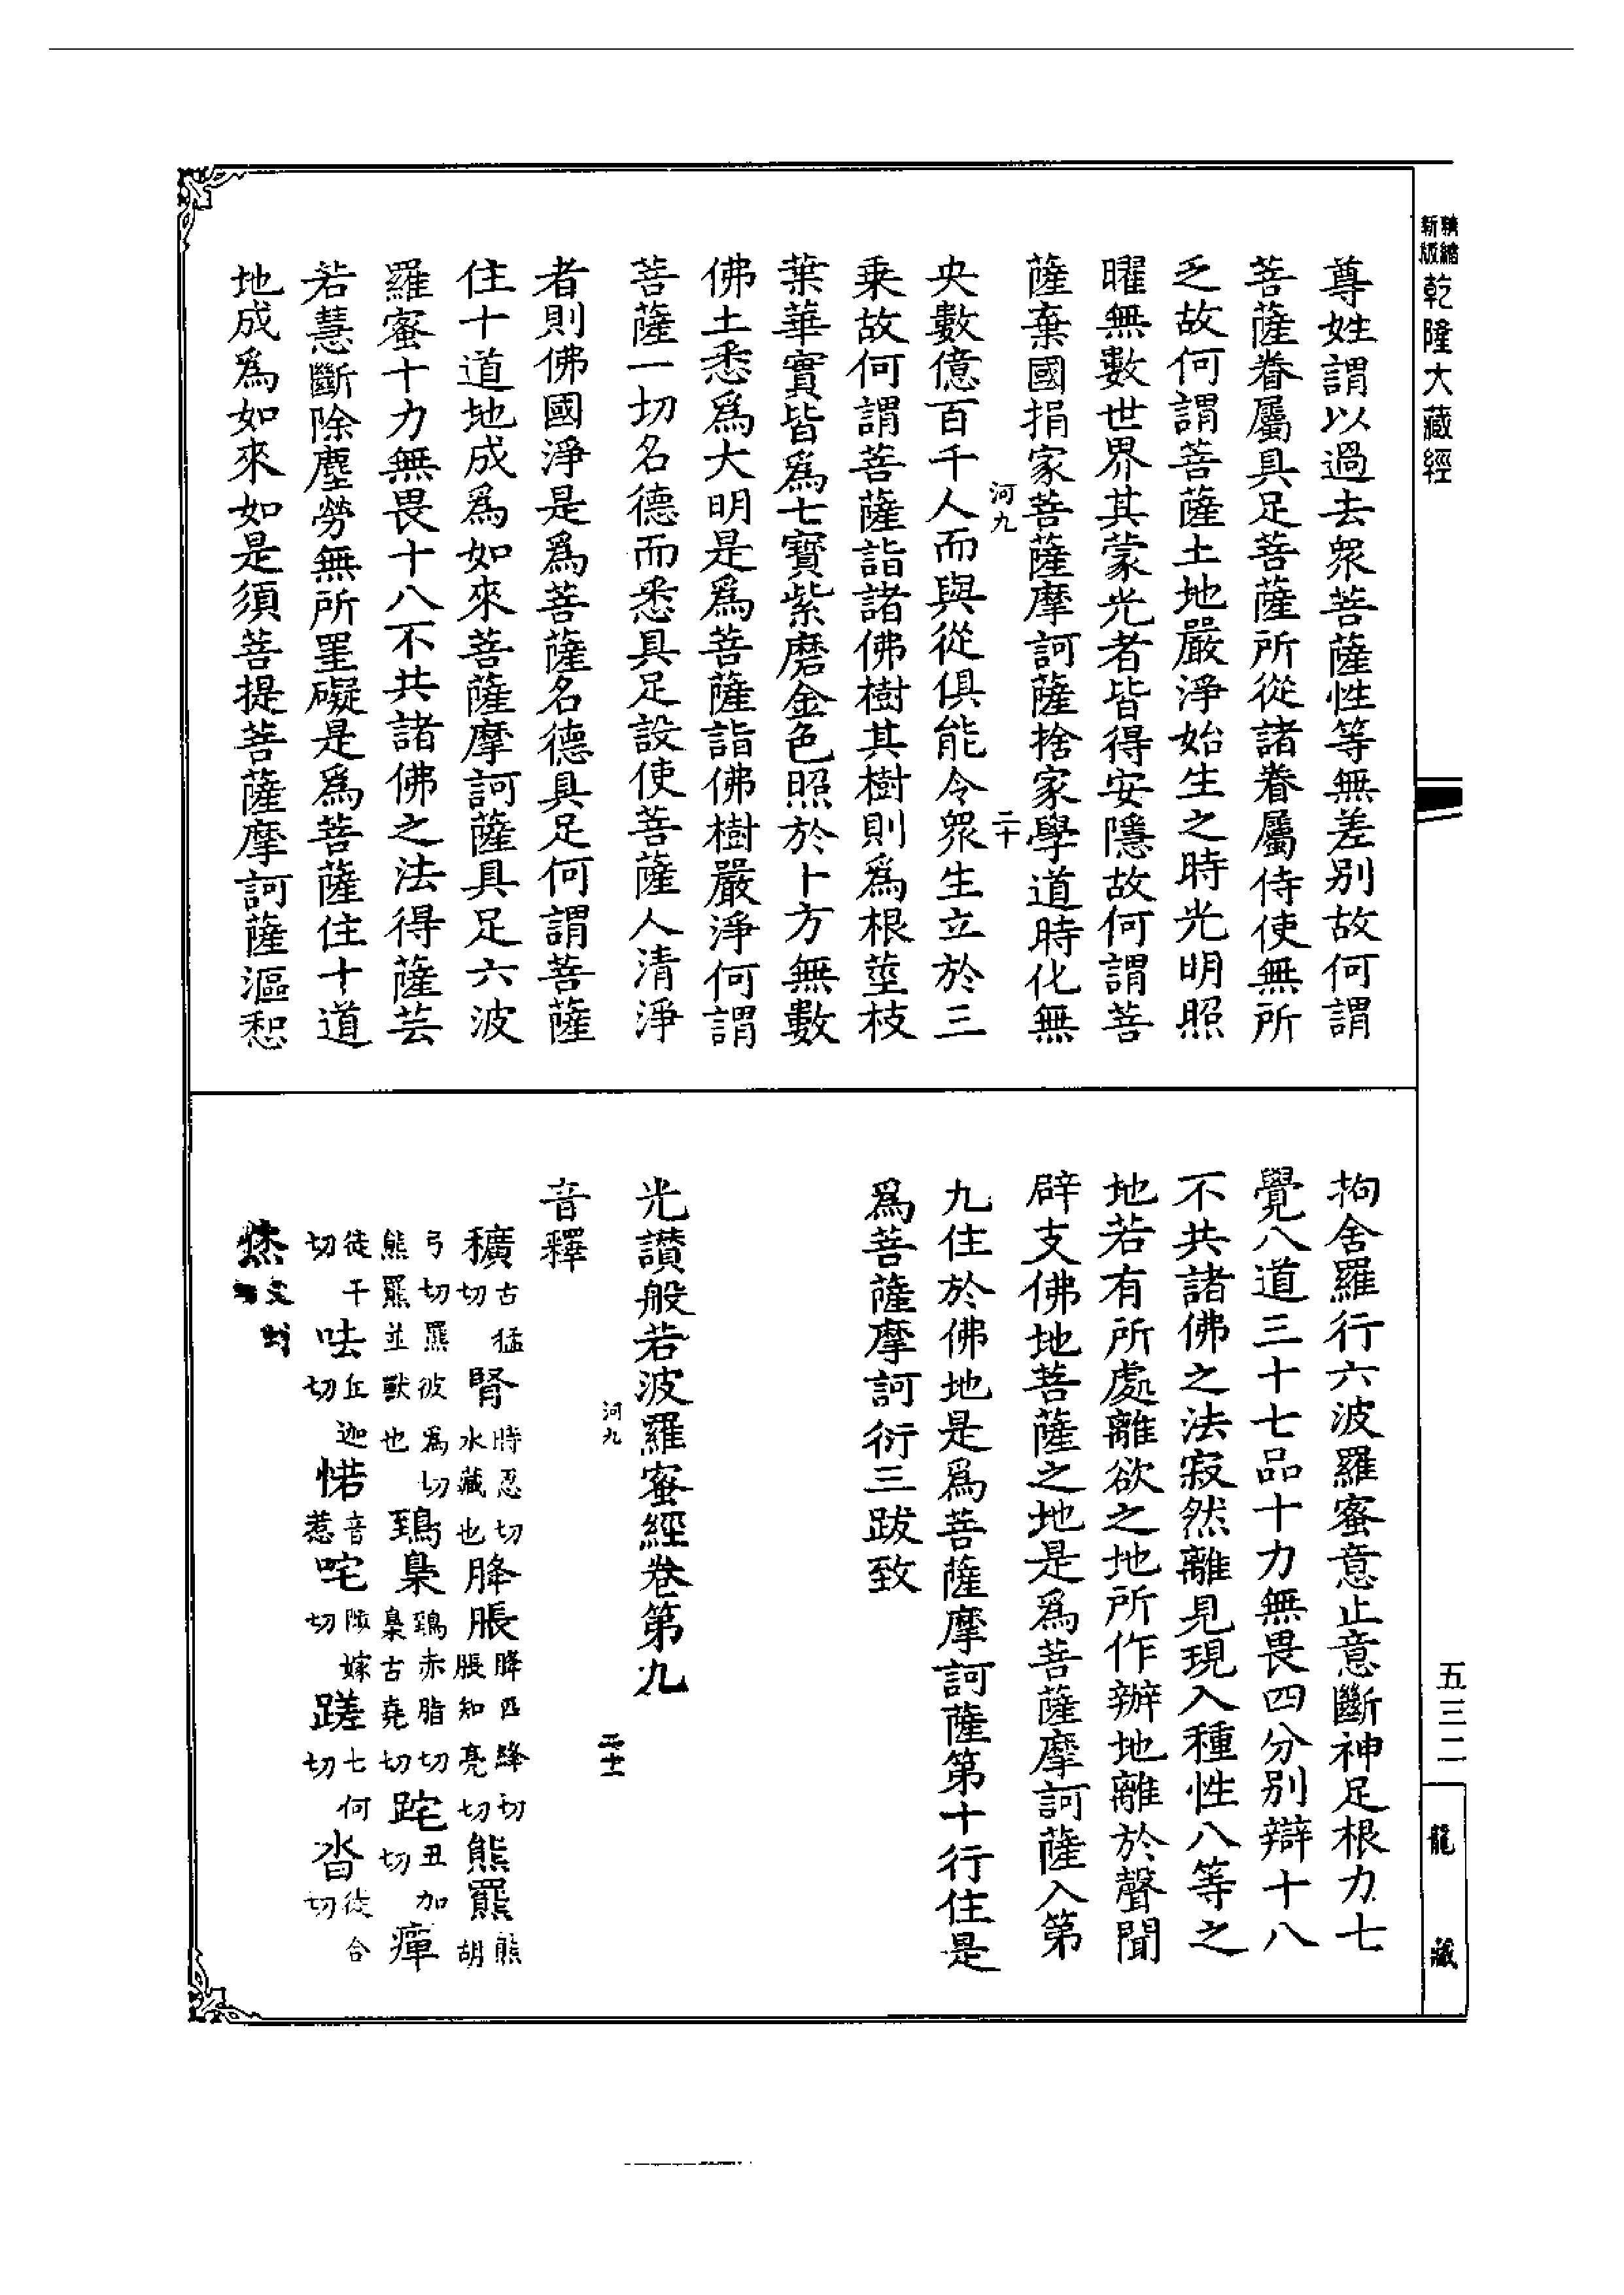 新版
精縮
乾隆大藏經
尊姓謂以過去衆菩薩性等無差別故何謂
菩薩眷屬具足菩薩所從諸眷屬侍使無所
乏故何謂菩薩土地嚴淨始生之時光明照
曜無數世界其蒙光者皆得安隱故何謂菩
薩棄國捐家菩薩摩訶薩捨家學道時化無
河九 二十
央數億百千人而與從俱能令衆生立於三
乗故何謂菩薩詣諸佛樹其樹則爲根莖枝
葉華實皆爲七寶紫磨金色照於十方無數
佛土悉爲大明是爲菩薩詣佛樹嚴淨何謂
菩薩一切名德而悉具足設使菩薩人清淨
者則佛國淨是爲菩薩名德具足何謂菩薩
住十道地成爲如來菩薩摩訶薩具足六波
羅蜜十力無畏十八不共諸佛之法得薩芸
若慧斷除塵勞無所罣礙是爲菩薩住十道
地成爲如來如是須菩提菩薩摩訶薩漚惒
拘舍羅行六波羅蜜意止意斷神足根力七
覺八道三十七品十力無畏四分別辯十八
不共諸佛之法寂然離見現入種性八等之
地若有所處離欲之地所作辦地離於聲聞
辟支佛地菩薩之地是爲菩薩摩訶薩入第
九住於佛地是爲菩薩摩訶薩第十行住是
爲菩薩摩訶衍三跋致
光讚般若波羅蜜經卷第九
河九 二十一
音釋
穬古猛切 腎時忍切水藏也 胮脹胮匹絳切脹知亮切 熊羆熊胡
弓切羆彼爲切熊羆並獸也 鵄梟鵄赤脂切梟古堯切 跎丑加切 癉
徒干切 呿丘迦切 惹音惹 咤陟嫁切 蹉七何切 沓徒合切
五三二
龍藏